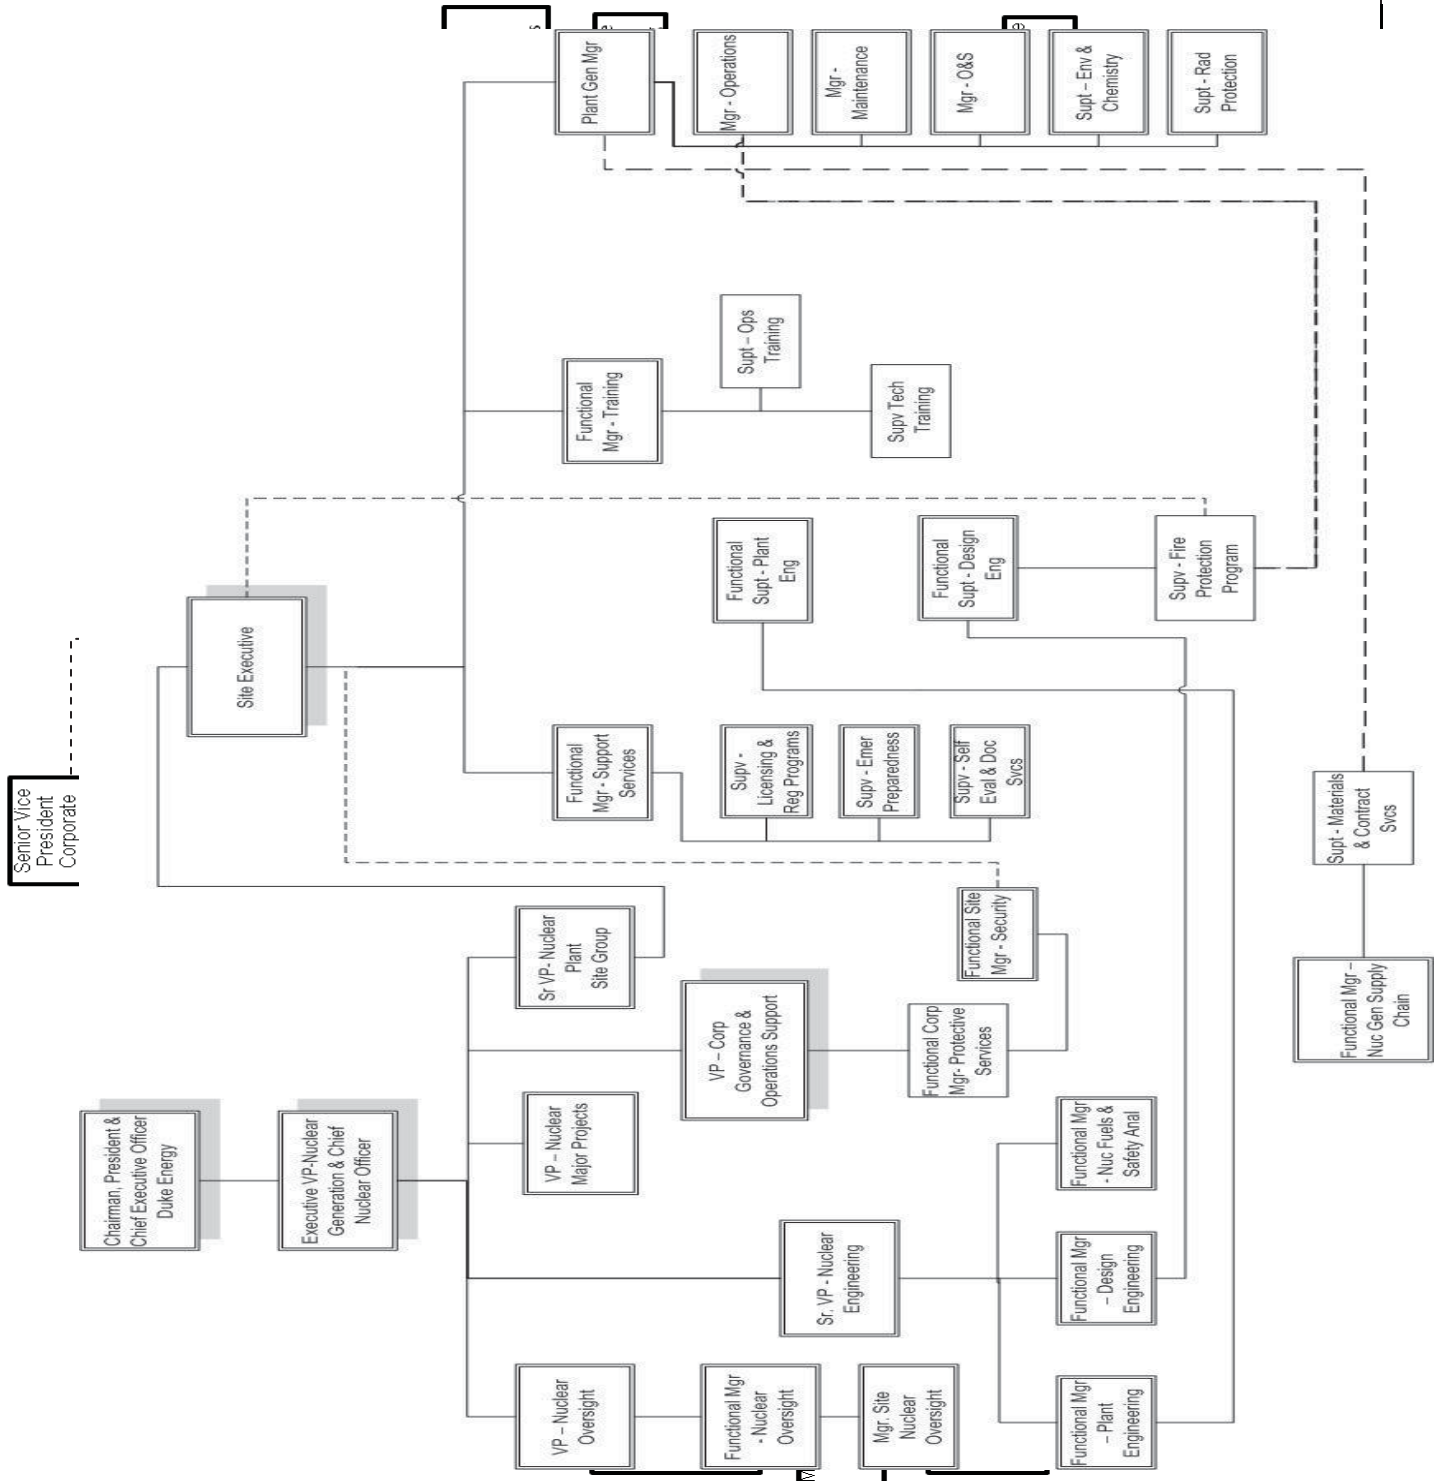 Chairman, President &
Chief Executive Officer
Duke Energy
Executive VP-Nuclear
Generation & Chief
Nuclear Officer
VP – Nuclear
Oversight
Functional Mgr
- Nuclear
Oversight
Mgr. Site
Nuclear
Oversight
Sr. VP - Nuclear
Engineering
Functional Mgr
– Plant
Engineering
Functional Mgr
– Design
Engineering
Functional Mgr
- Nuc Fuels &
Safety Anal
VP – Nuclear
Major Projects
VP – Corp
Governance &
Operations Support
Functional Corp
Mgr- Protective
Services
Functional Site
Mgr - Security
Sr VP- Nuclear
Plant
Site Group
Senior Vice
President
Corporate
Site Executive
Functional
Mgr - Support
Services
Supv -
Licensing &
Reg Programs
Supv - Emer
Preparedness
Supv - Self
Eval & Doc
Svcs
Functional
Supt - Plant
Eng
Functional
Supt - Design
Eng
Supv - Fire
Protection
Program
Functional
Mgr - Training
Supt – Ops
Training
Supv Tech
Training
Plant Gen Mgr
Mgr - Operations
Mgr -
Maintenance
Mgr - O&S
Supt – Env &
Chemistry
Supt - Rad
Protection
Functional Mgr –
Nuc Gen Supply
Chain
Supt - Materials
& Contract
Svcs